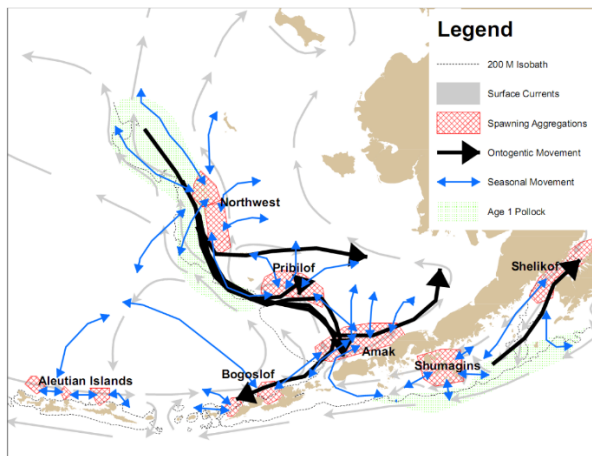 Legend
200 M Isobath
Surface Currents
Spawning Aggregations
Ontogentic Movement
Seasonal Movement
Age 1 Pollock
Northwest
Pribilof
Shelikof
Amak
Shumagins
Bogoslof
Aleutian Islands